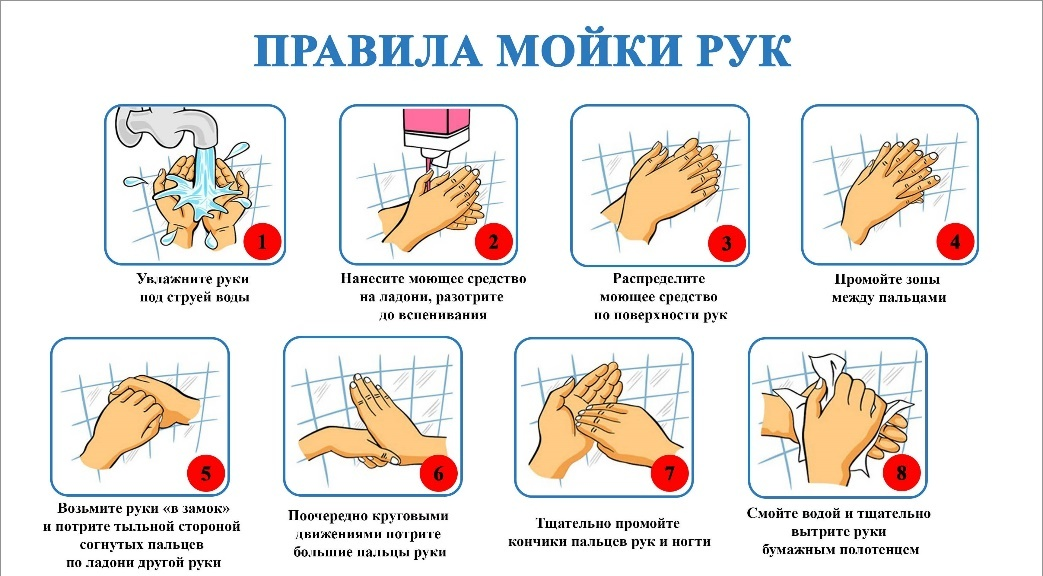 ПРАВИЛА МОЙКИ РУК
1
Увлажните руки
под струей воды
2
Нанесите моющее средство
на ладони, разотрите
до вспенивания
3
Распределите
моющее средство
по поверхности рук
4
Промойте зоны
между пальцами
5
Возьмите руки «в замок»
и потрите тыльной стороной
согнутых пальцев
по ладони другой руки
6
Поочередно круговыми
движениями потрите
большие пальцы руки
7
Тщательно промойте
кончики пальцев рук и ногти
8
Смойте водой и тщательно
вытрите руки
бумажным полотенцем